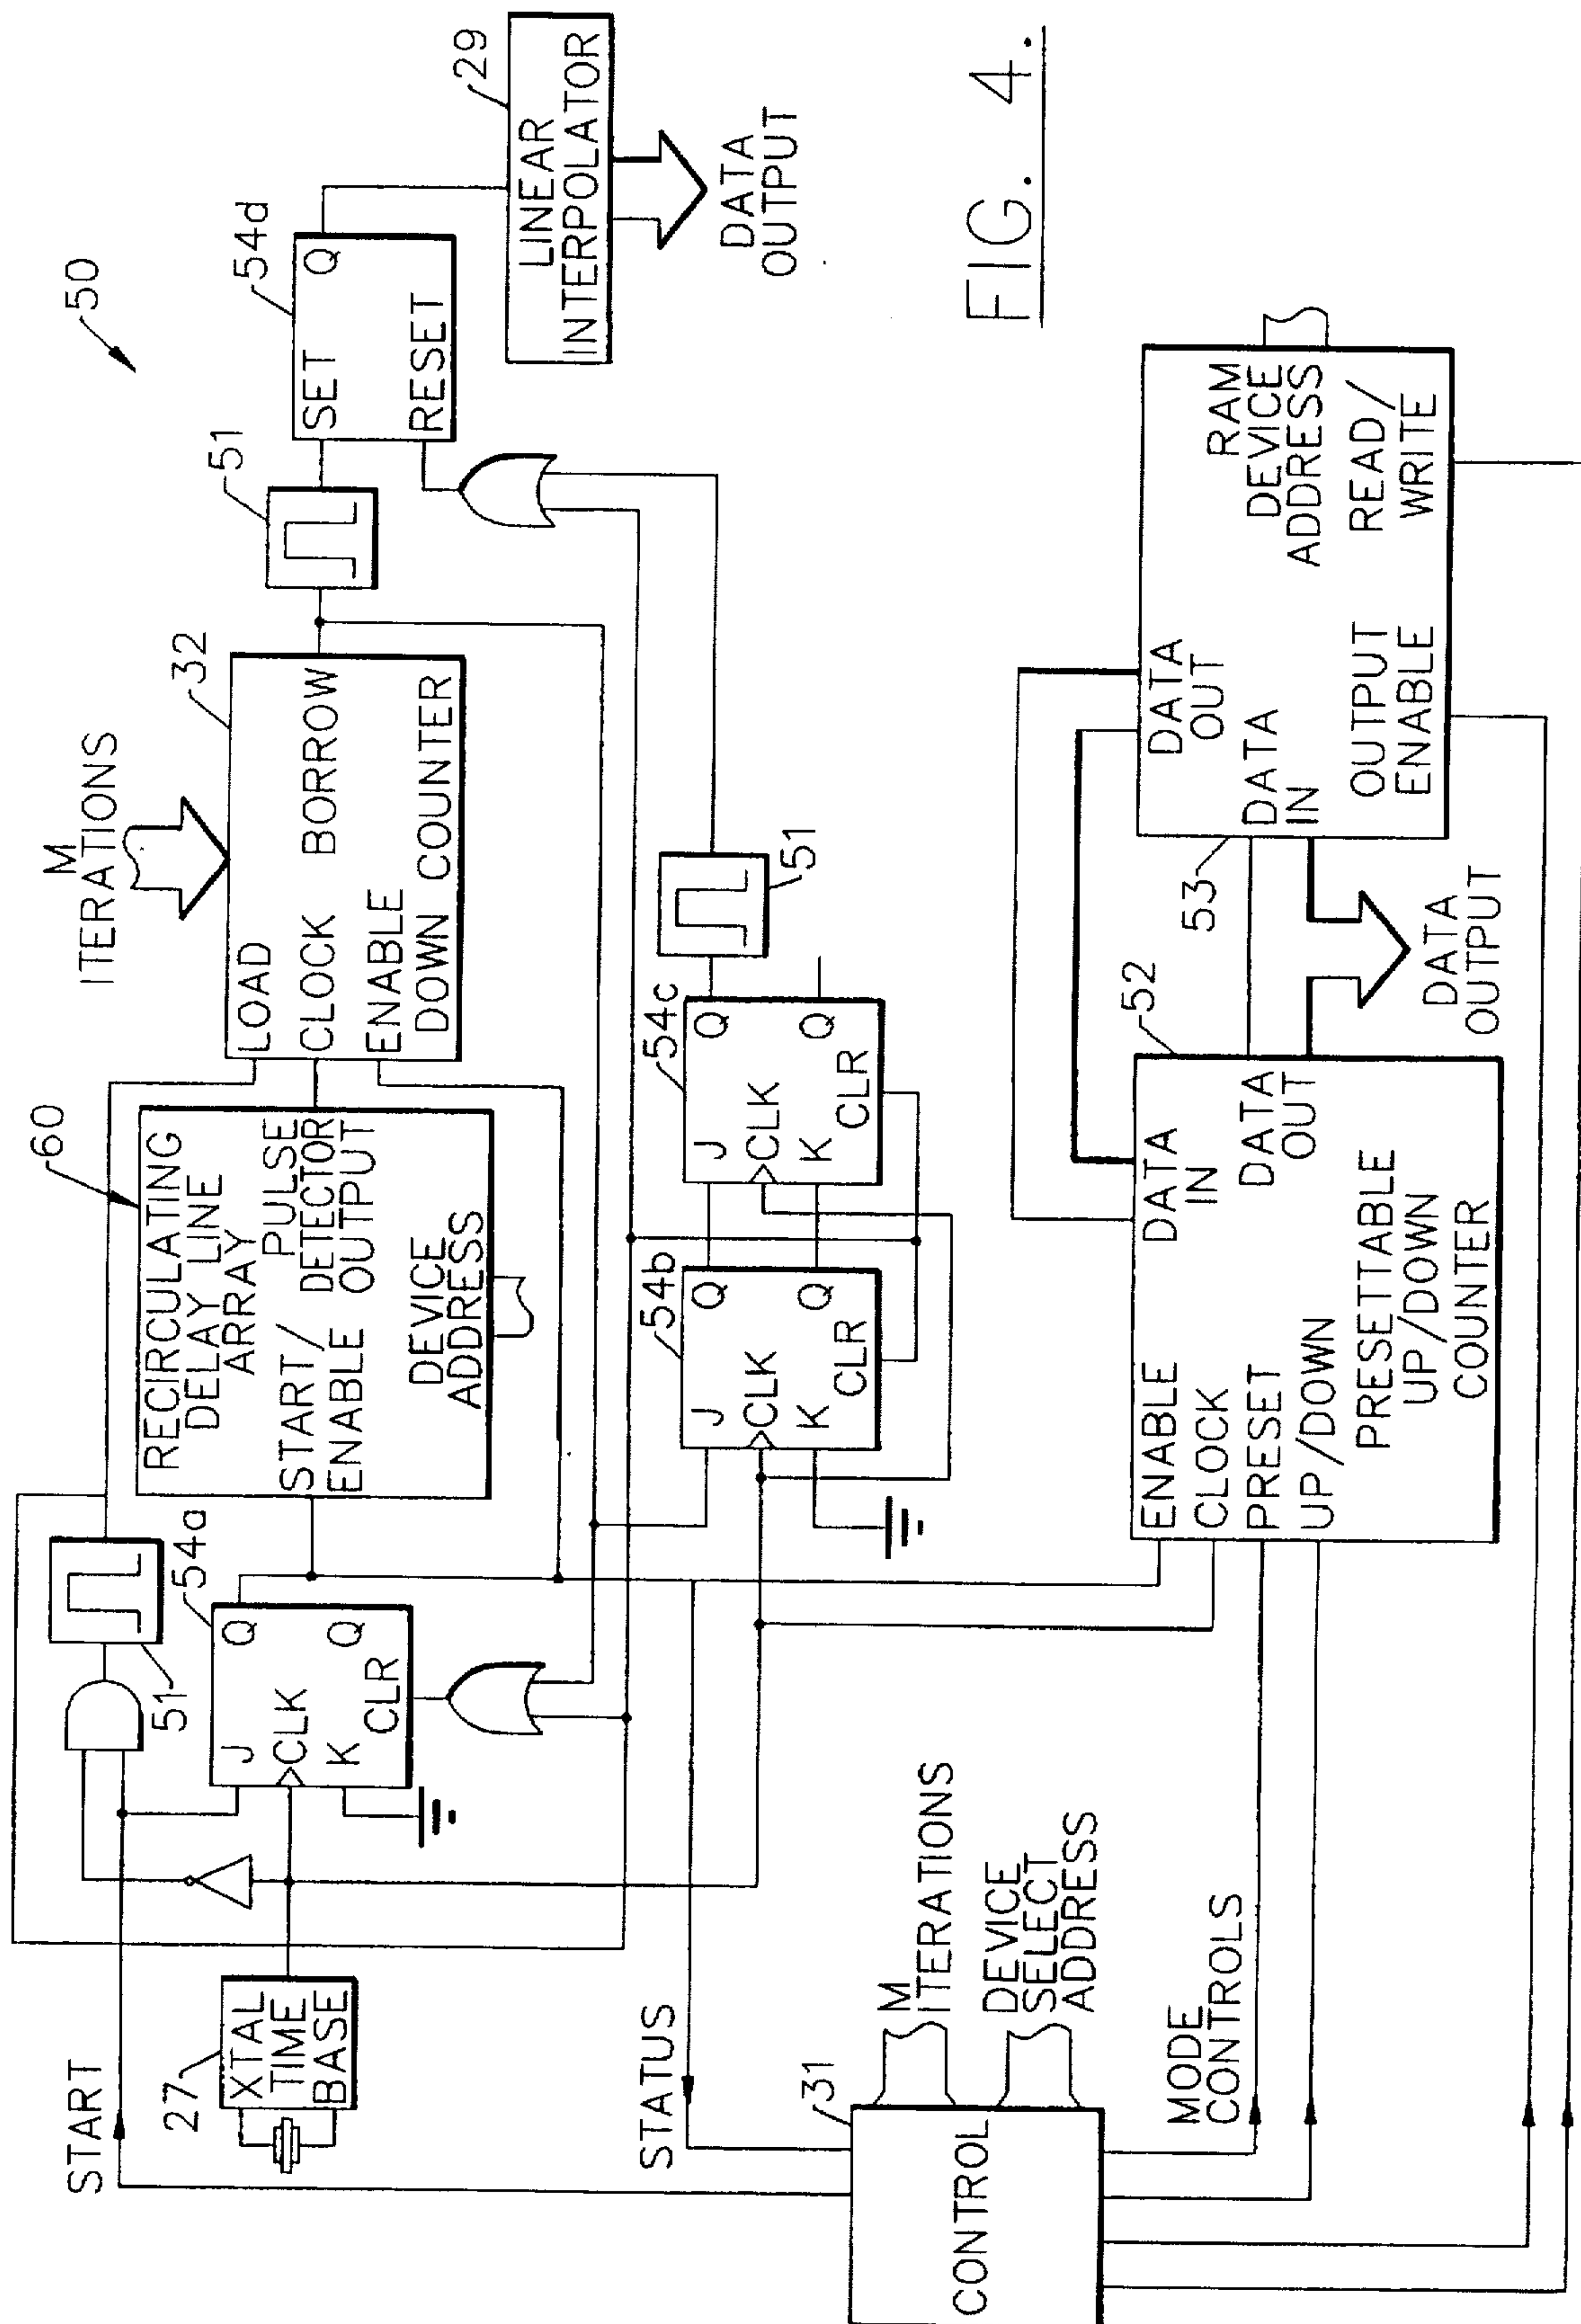 50
START
27
XTAL
TIME
BASE
51
54a
J
Q
CLK
K
Q
CLR
60
RECIRCULATING
DELAY LINE
ARRAY
PULSE
DETECTOR
OUTPUT
START/
ENABLE
DEVICE
ADDRESS
M
ITERATIONS
32
LOAD
CLOCK BORROW
ENABLE
DOWN COUNTER
51
54d
SET Q
RESET
29
LINEAR
INTERPOLATOR
DATA
OUTPUT
54b
J Q
CLK
K Q
CLR
54c
J Q
CLK
K Q
CLR
51
STATUS
31
CONTROL
M
ITERATIONS
DEVICE
SELECT
ADDRESS
MODE
CONTROLS
52
ENABLE
CLOCK
PRESET
UP/DOWN
DATA
IN
DATA
OUT
PRESETTABLE
UP/DOWN
COUNTER
DATA
OUTPUT
53
DATA
OUT
DATA
IN
OUTPUT
ENABLE
RAM
DEVICE
ADDRESS
READ/
WRITE
FIG. 4.